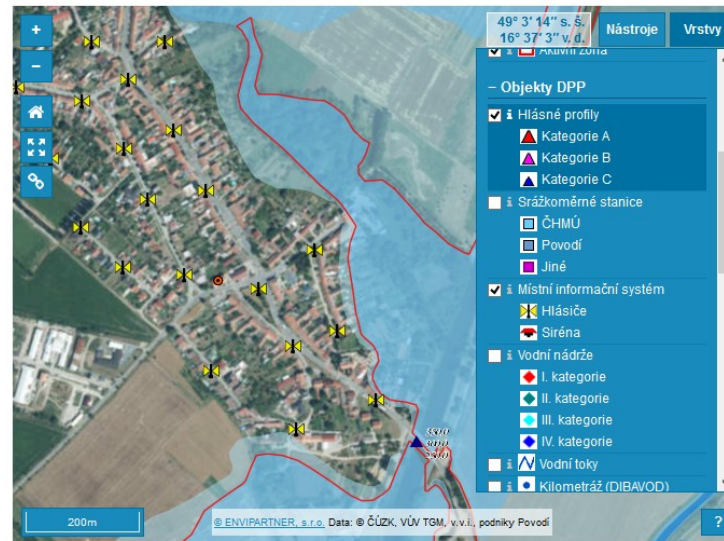 +
−
49° 3' 14'' s. š.
16° 37' 3'' v. d.
Nástroje
Vrstvy
i Aktivní zóna
– Objekty DPP
i Hlásné profily
Kategorie A
Kategorie B
Kategorie C
i Srážkoměrné stanice
ČHMÚ
Povodí
Jiné
i Místní informační systém
Hlásiče
Siréna
i Vodní nádrže
I. kategorie
II. kategorie
III. kategorie
IV. kategorie
i Vodní toky
i Kilometráž (DIBAVOD)
200m
© ENVIPARTNER, s.r.o. Data: © ČÚZK, VÚV TGM, v.v.i., podniky Povodí
?